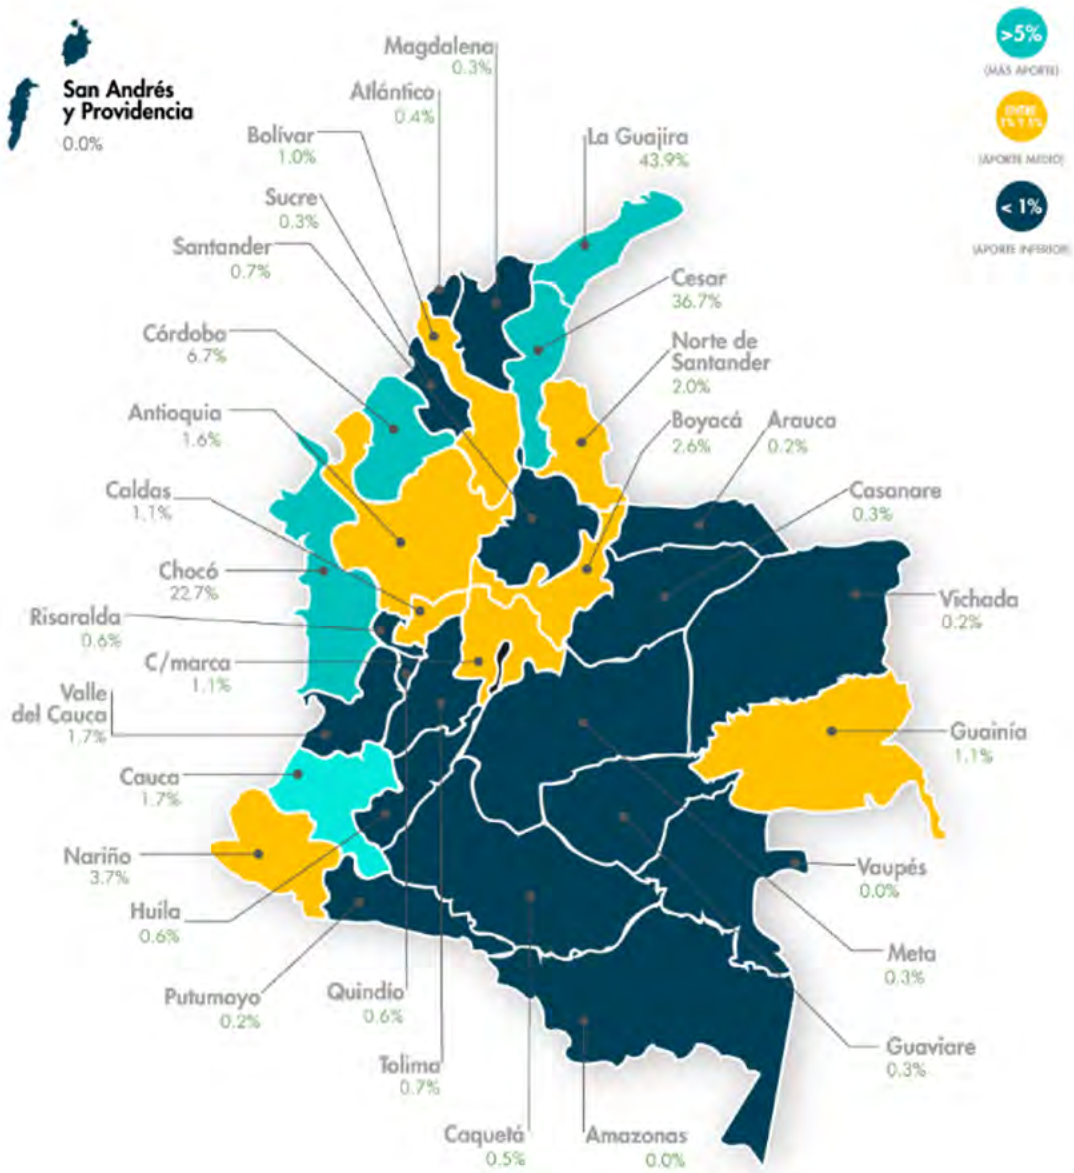 San Andrés
y Providencia
0.0%
Magdalena
0.3%
Atlántico
0.4%
Bolívar
1.0%
Sucre
0.3%
Santander
0.7%
Córdoba
6.7%
Antioquia
1.6%
Caldas
1.1%
Chocó
22.7%
Risaralda
0.6%
C/marca
1.1%
Valle
del Cauca
1.7%
Cauca
1.7%
Nariño
3.7%
Huila
0.6%
Putumayo
0.2%
Quindío
0.6%
Tolima
0.7%
Caquetá
0.5%
Amazonas
0.0%
La Guajira
43.9%
Cesar
36.7%
Norte de
Santander
2.0%
Boyacá
2.6%
Arauca
0.2%
Casanare
0.3%
Vichada
0.2%
Guainía
1.1%
Vaupés
0.0%
Meta
0.3%
Guaviare
0.3%
>5%
(MÁS APORTE)
ENTRE
1% Y 5%
(APORTE MEDIO)
< 1%
(APORTE INFERIOR)